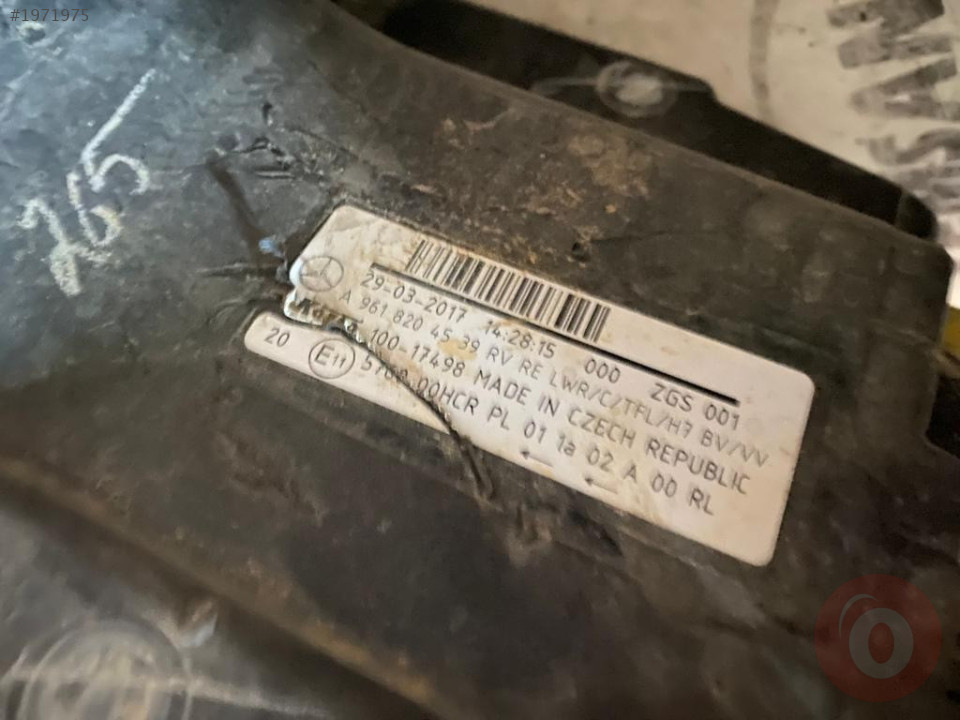 #1971975
265
29-03-2017 14:28:15 000 ZGS 001
A 961 820 45 39 RV RE LWR/C/TFL/H7 BV/VV
100-17498 MADE IN CZECH REPUBLIC
20 E11 00HCR PL 01 1a 02 A 00 RL